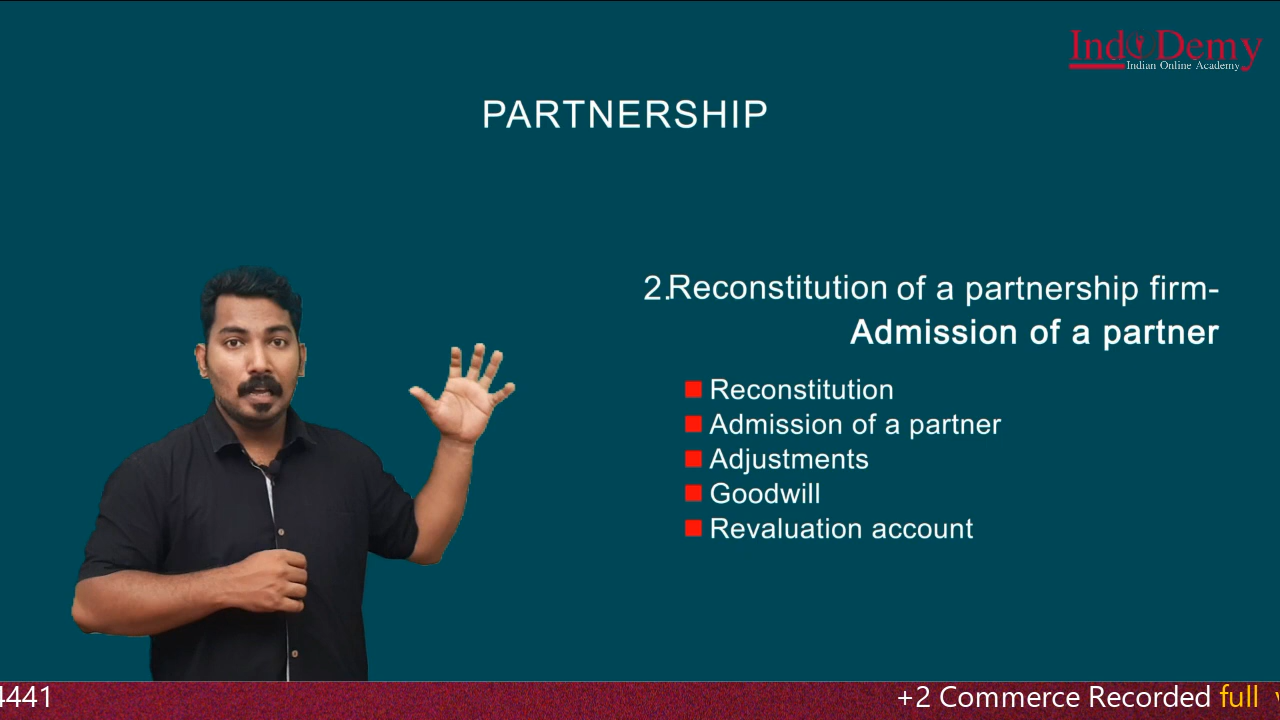 IndoDemy
Indian Online Academy
PARTNERSHIP
2.Reconstitution of a partnership firm-
Admission of a partner
Reconstitution
Admission of a partner
Adjustments
Goodwill
Revaluation account
4441 +2 Commerce Recorded full